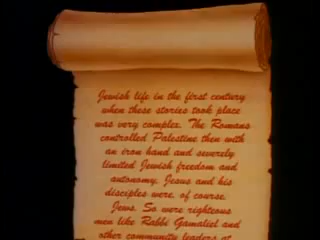 Jewish life in the first century
when these stories took place
was very complex. The Romans
controlled Palestine then with
an iron hand and severely
limited Jewish freedom and
autonomy. Jesus and his
disciples were, of course,
Jews. So were righteous
men like Rabbi Gamaliel and
other community leaders